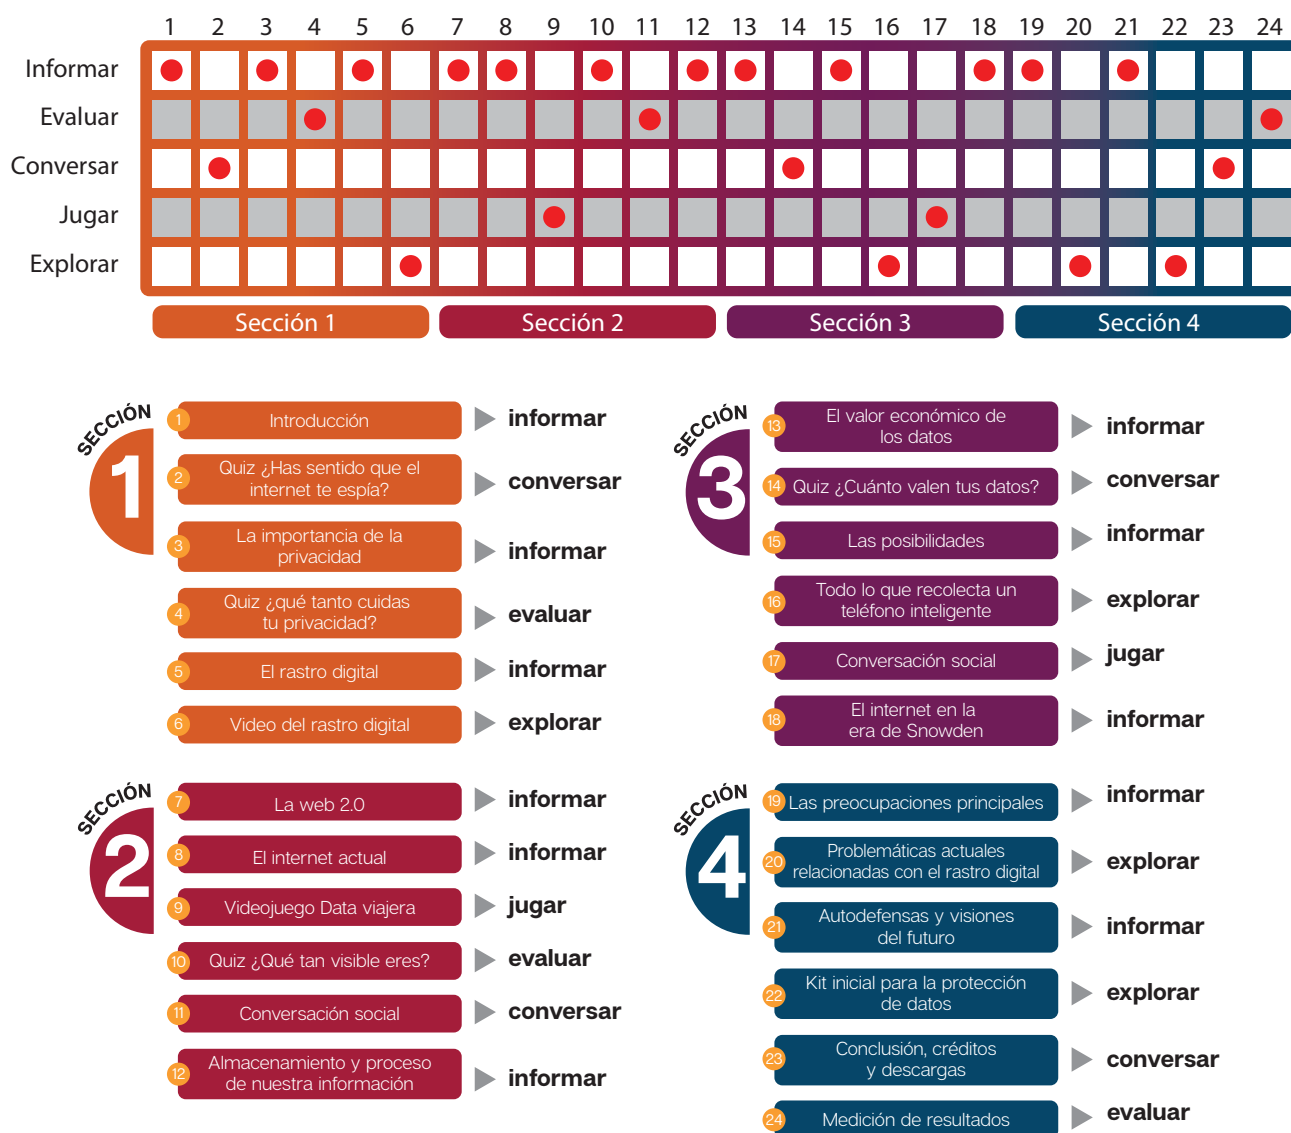 1 2 3 4 5 6 7 8 9 10 11 12 13 14 15 16 17 18 19 20 21 22 23 24
Informar
Evaluar
Conversar
Jugar
Explorar
Sección 1 Sección 2 Sección 3 Sección 4
SECCIÓN
1
1 Introducción informar
2 Quiz ¿Has sentido que el
internet te espía? conversar
3 La importancia de la
privacidad informar
4 Quiz ¿qué tanto cuidas
tu privacidad? evaluar
5 El rastro digital informar
6 Video del rastro digital explorar
SECCIÓN
2
7 La web 2.0 informar
8 El internet actual informar
9 Videojuego Data viajera jugar
10 Quiz ¿Qué tan visible eres? evaluar
11 Conversación social conversar
12 Almacenamiento y proceso
de nuestra información informar
SECCIÓN
3
13 El valor económico de
los datos informar
14 Quiz ¿Cuánto valen tus datos? conversar
15 Las posibilidades informar
16 Todo lo que recolecta un
teléfono inteligente explorar
17 Conversación social jugar
18 El internet en la
era de Snowden informar
SECCIÓN
4
19 Las preocupaciones principales informar
20 Problemáticas actuales
relacionadas con el rastro digital explorar
21 Autodefensas y visiones
del futuro informar
22 Kit inicial para la protección
de datos explorar
23 Conclusión, créditos
y descargas conversar
24 Medición de resultados evaluar